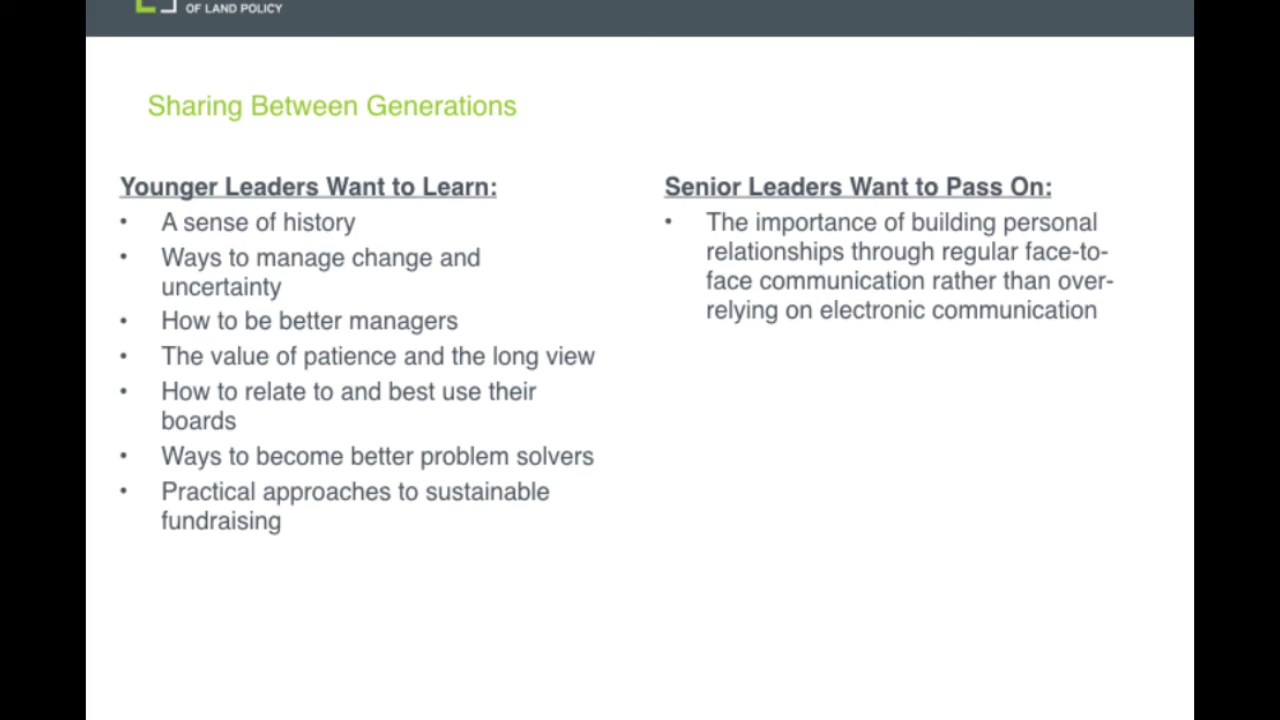 OF LAND POLICY
Sharing Between Generations
Younger Leaders Want to Learn:
• A sense of history
• Ways to manage change and
uncertainty
• How to be better managers
• The value of patience and the long view
• How to relate to and best use their
boards
• Ways to become better problem solvers
• Practical approaches to sustainable
fundraising
Senior Leaders Want to Pass On:
• The importance of building personal
relationships through regular face-to-
face communication rather than over-
relying on electronic communication